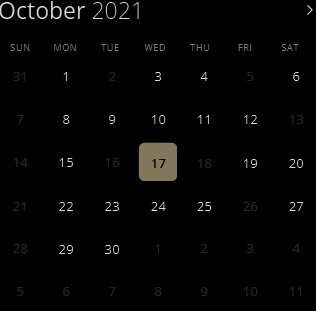 October 2021
SUN MON TUE WED THU FRI SAT
31 1 2 3 4 5 6
7 8 9 10 11 12 13
14 15 16 17 18 19 20
21 22 23 24 25 26 27
28 29 30 1 2 3 4
5 6 7 8 9 10 11